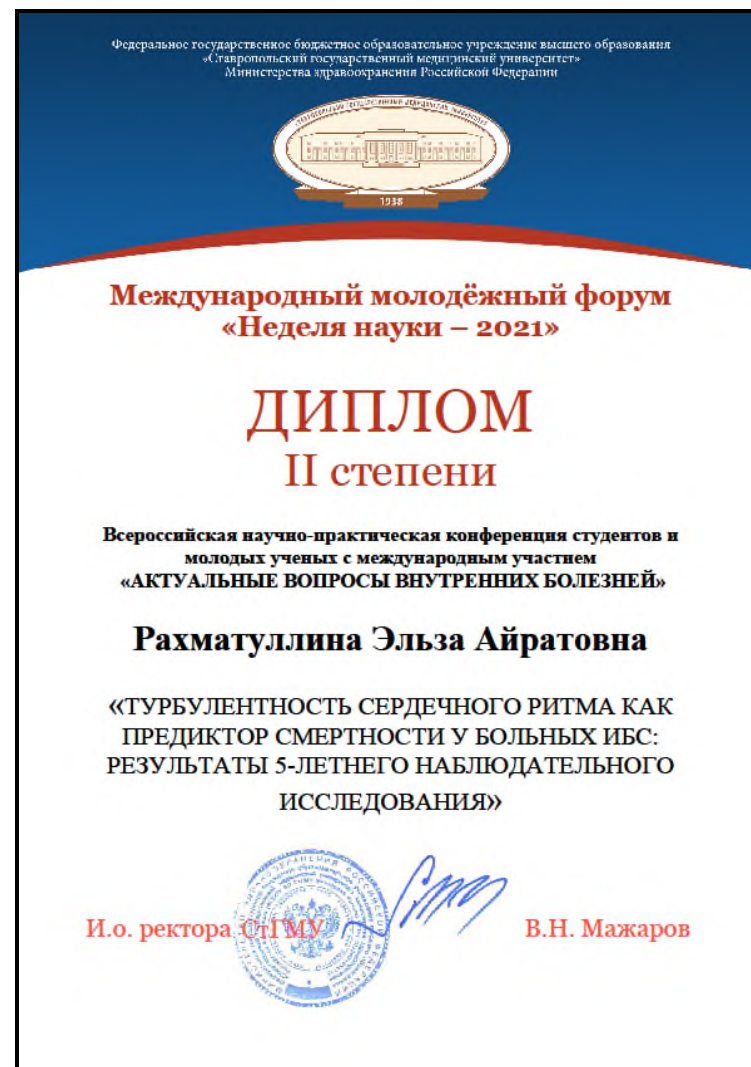 Федеральное государственное бюджетное образовательное учреждение высшего образования
«Ставропольский государственный медицинский университет»
Министерства здравоохранения Российской Федерации
1938
Международный молодёжный форум
«Неделя науки – 2021»
ДИПЛОМ
II степени
Всероссийская научно-практическая конференция студентов и
молодых ученых с международным участием
«АКТУАЛЬНЫЕ ВОПРОСЫ ВНУТРЕННИХ БОЛЕЗНЕЙ»
Рахматуллина Эльза Айратовна
«ТУРБУЛЕНТНОСТЬ СЕРДЕЧНОГО РИТМА КАК
ПРЕДИКТОР СМЕРТНОСТИ У БОЛЬНЫХ ИБС:
РЕЗУЛЬТАТЫ 5-ЛЕТНЕГО НАБЛЮДАТЕЛЬНОГО
ИССЛЕДОВАНИЯ»
И.о. ректора СтГМУ В.Н. Мажаров